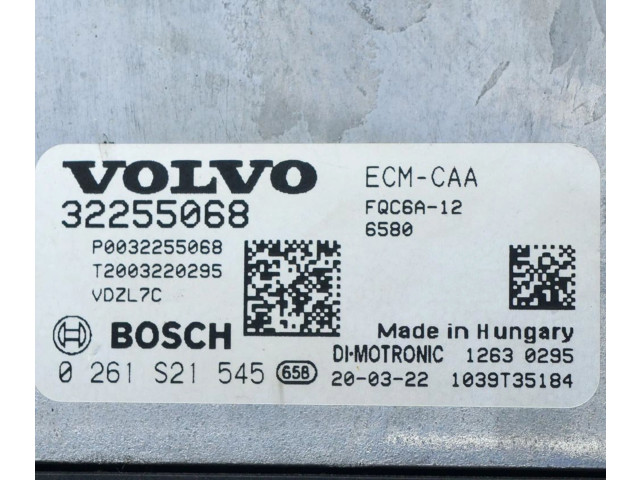 VOLVO
32255068
P0032255068
T2003220295
VDZL7C
BOSCH
0 261 S21 545 658
ECM-CAA
FQC6A-12
6580
Made in Hungary
DI-MOTRONIC 1263 0295
20-03-22 1039T35184